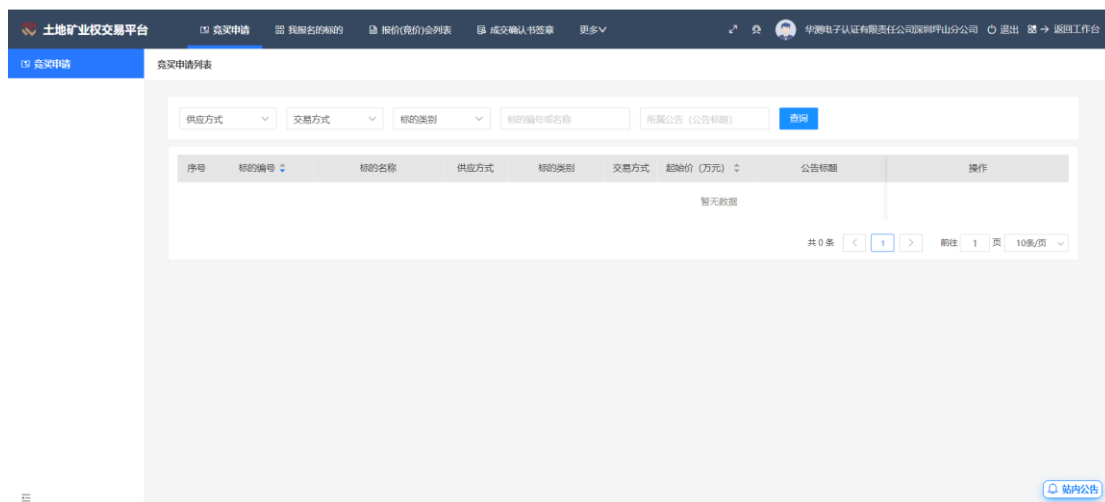 土地矿业权交易平台 竞买申请 我报名的标的 报价(竞价)会列表 成交确认书签章 更多 华测电子认证有限责任公司深圳坪山分公司 退出 返回工作台
竞买申请 竞买申请列表
供应方式 交易方式 标的类别 标的编号或名称 所属公告（公告标题） 查询
序号 标的编号 标的名称 供应方式 标的类别 交易方式 起始价（万元） 公告标题 操作
暂无数据
共 0 条 1 前往 1 页 10条/页
站内公告